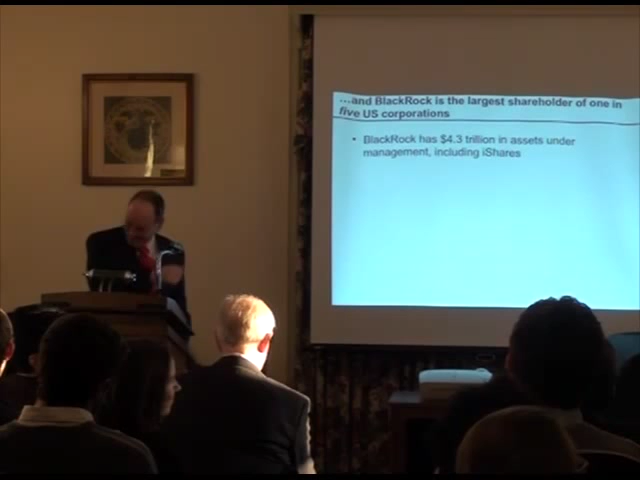 ...and BlackRock is the largest shareholder of one in
five US corporations
• BlackRock has $4.3 trillion in assets under
management, including iShares